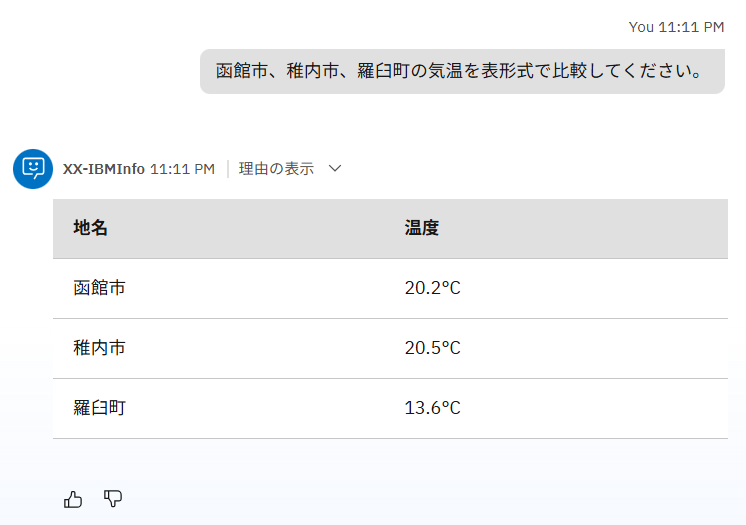 You 11:11 PM
函館市、稚内市、羅臼町の気温を表形式で比較してください。
XX-IBMInfo 11:11 PM 理由の表示
地名 温度
函館市 20.2°C
稚内市 20.5°C
羅臼町 13.6°C